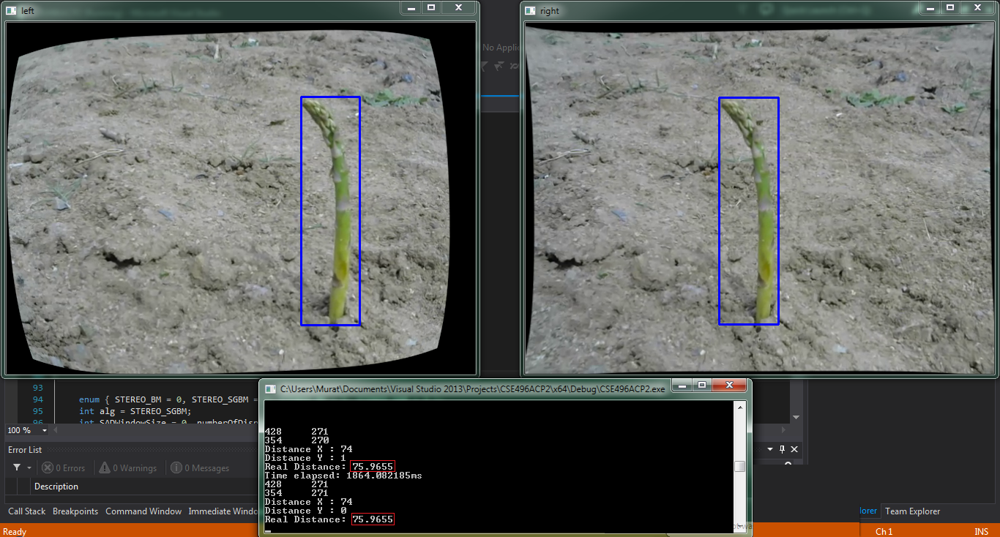 left
right
No Applic
93
94 enum { STEREO_BM = 0, STEREO_SGBM =
95 int alg = STEREO_SGBM;
96 int SADWindowSize = 0, numberOfDisp
100 %
Error List
0 Errors
0 Warnings
0 Messages
Description
Call Stack
Breakpoints
Command Window
Immediate Windo
Ready
C:\Users\Murat\Documents\Visual Studio 2013\Projects\CSE496ACP2\x64\Debug\CSE496ACP2.exe
428 271
354 270
Distance X : 74
Distance Y : 1
Real Distance: 75.9655
Time elapsed: 1864.082185ms
428 271
354 271
Distance X : 74
Distance Y : 0
Real Distance: 75.9655
lorer
Team Explorer
Ch 1
INS